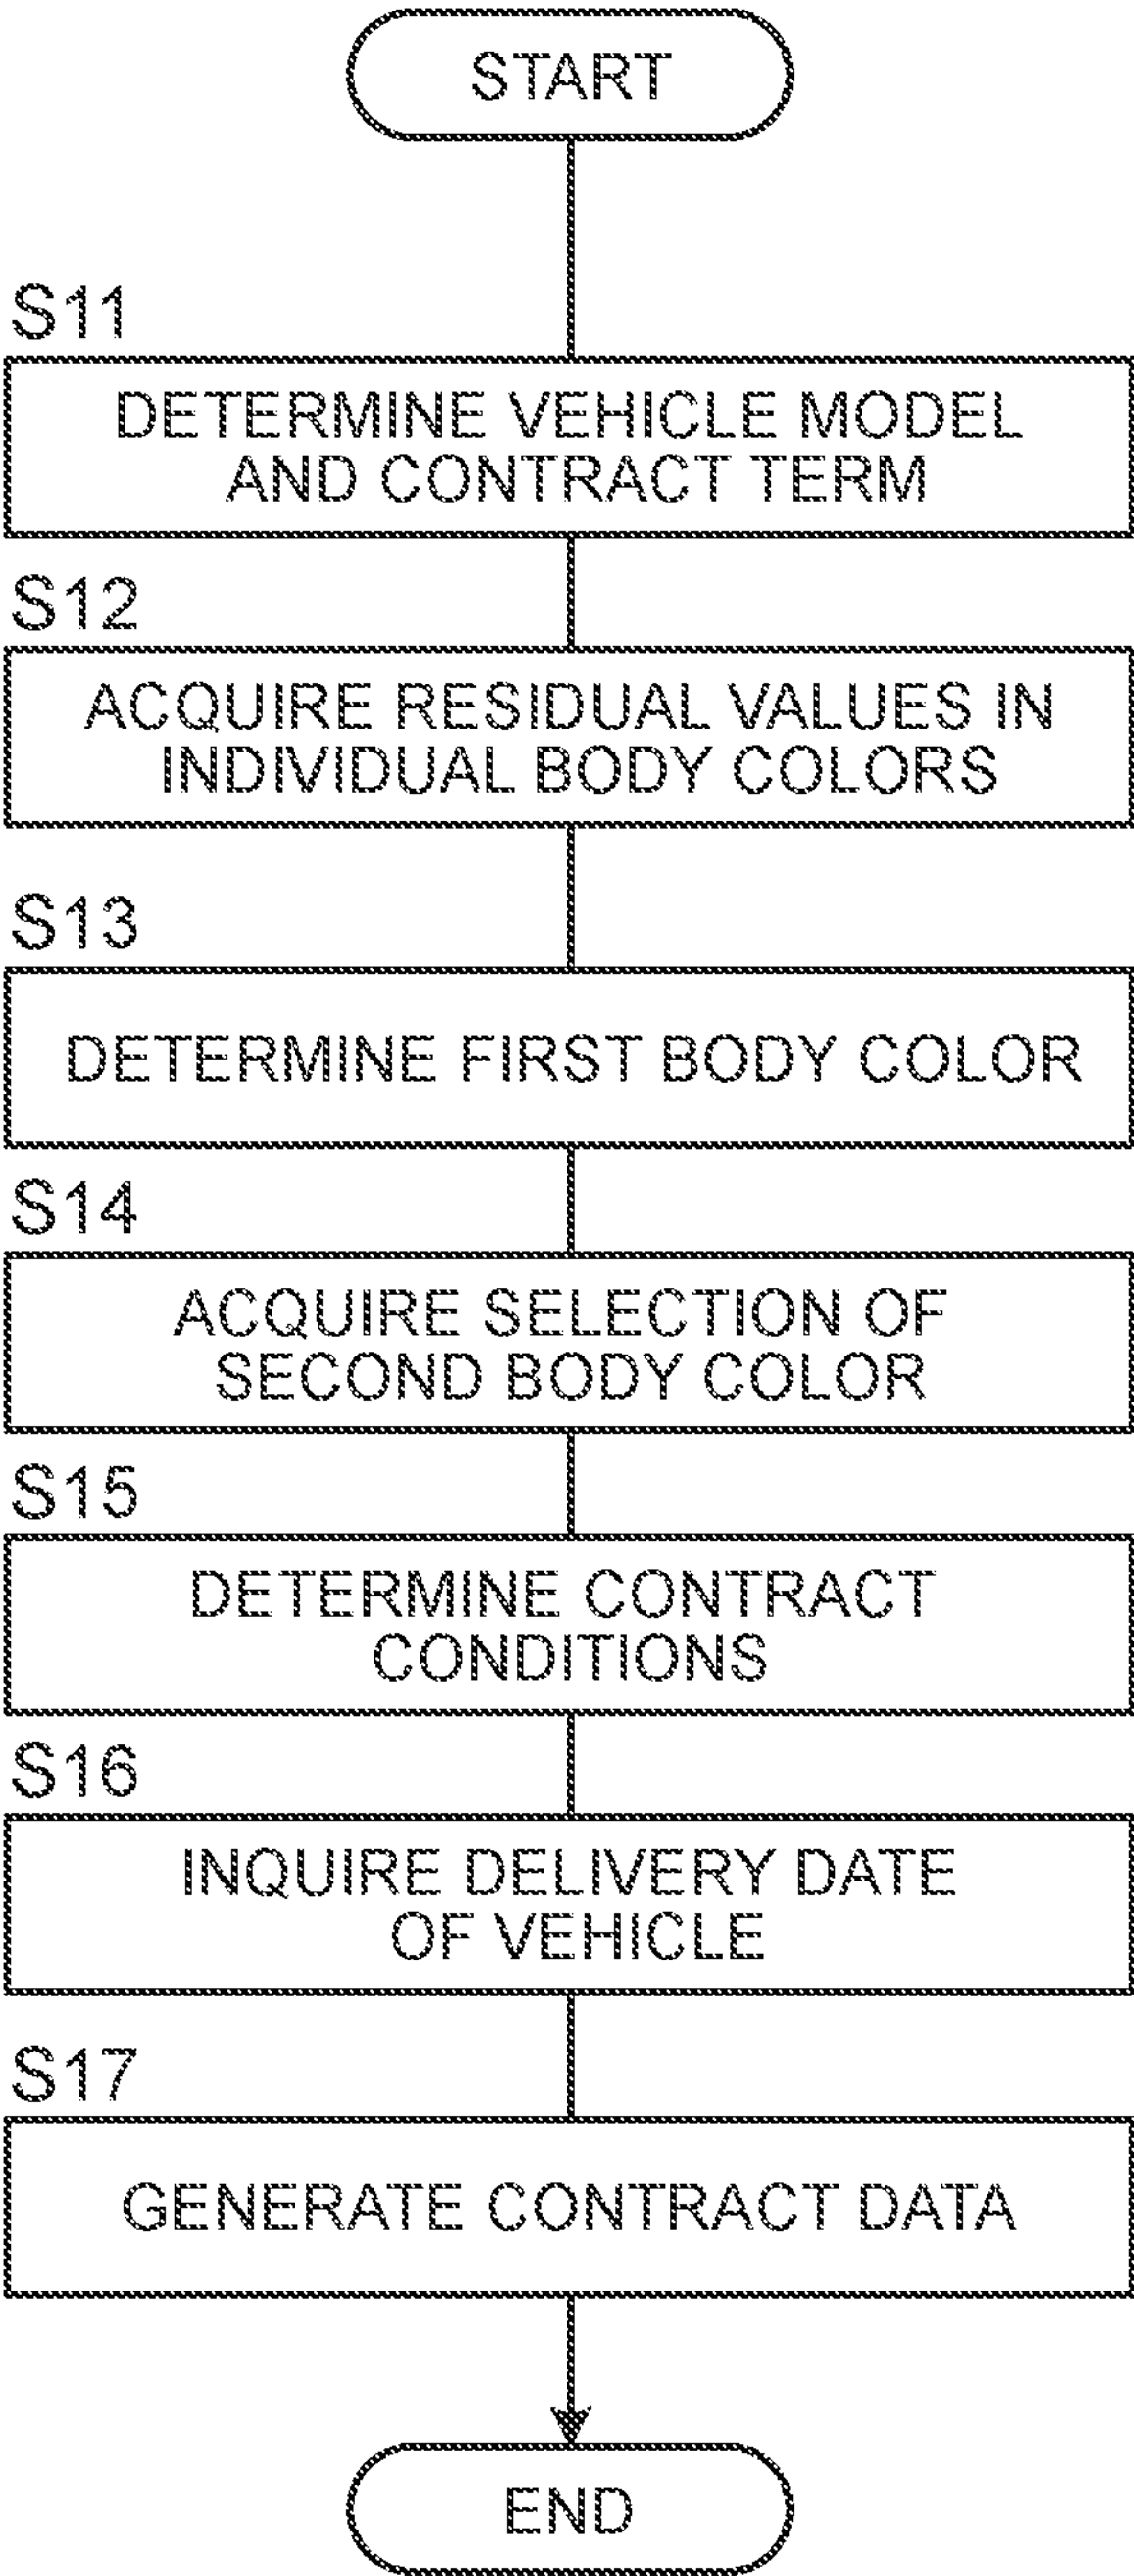 START
S11
DETERMINE VEHICLE MODEL
AND CONTRACT TERM
S12
ACQUIRE RESIDUAL VALUES IN
INDIVIDUAL BODY COLORS
S13
DETERMINE FIRST BODY COLOR
S14
ACQUIRE SELECTION OF
SECOND BODY COLOR
S15
DETERMINE CONTRACT
CONDITIONS
S16
INQUIRE DELIVERY DATE
OF VEHICLE
S17
GENERATE CONTRACT DATA
END